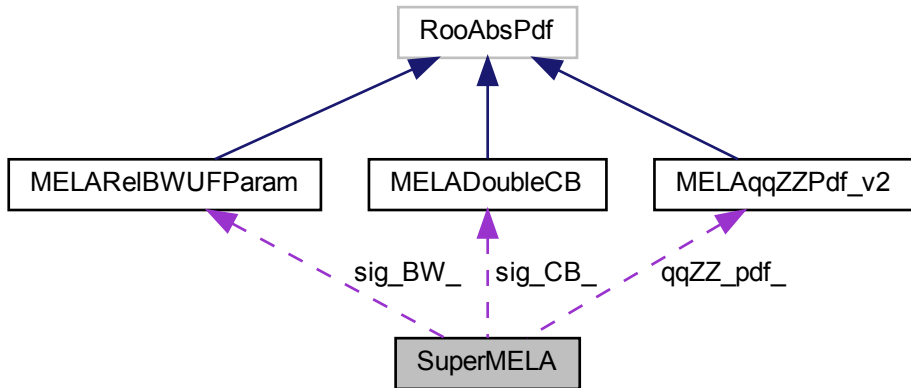 RooAbsPdf
MELARelBWUFParam
MELADoubleCB
MELAqqZZPdf_v2
sig_BW_
sig_CB_
qqZZ_pdf_
SuperMELA